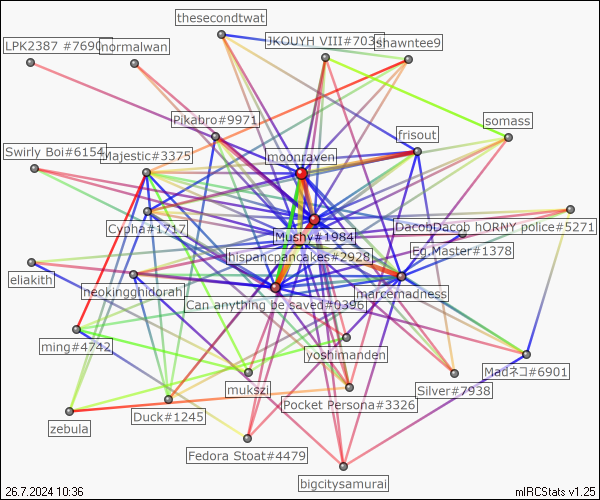 thesecondtwat
LPK2387
normalwan
JKOUYH VIII#703
shawntee9
Pikabro#9971
somass
frisout
Swirly Boi#6154
Majestic#3375
moonraven
Cypha#1717
Mushy#1984
DacobDacob hORNY police#5271
Eg.Master#1378
hispancpancakes#2928
eliakith
heokingghidorah
Can anything be saved#0396
marcemadness
ming#4742
yoshimanden
Madネコ#6901
mukszi
Silver#7938
Pocket Persona#3326
Duck#1245
zebula
Fedora Stoat#4479
bigcitysamurai
26.7.2024 10:36
mIRCStats v1.25